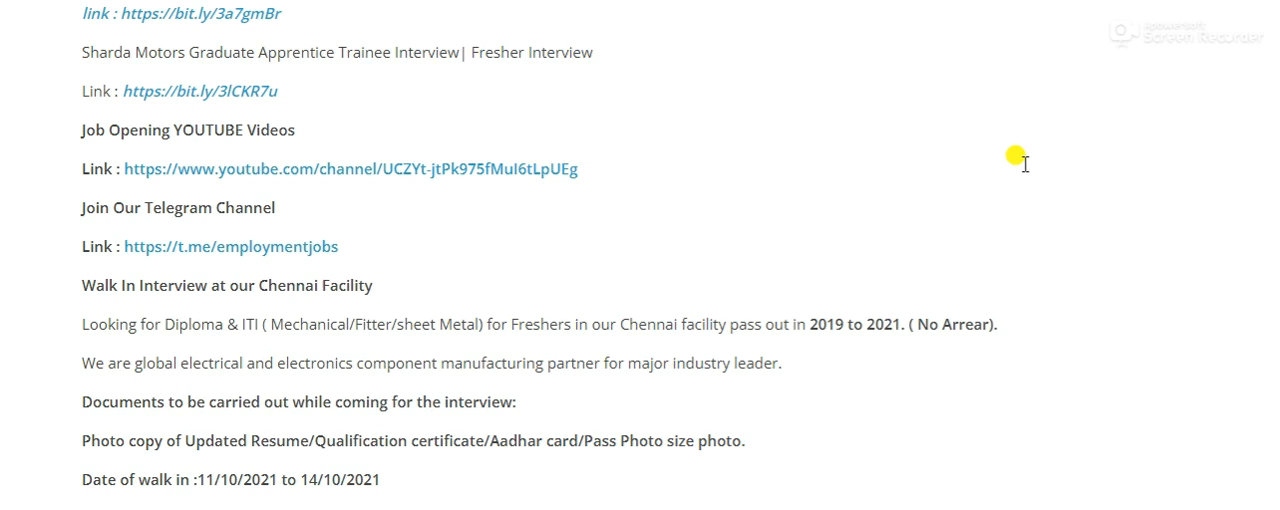 link : https://bit.ly/3a7gmBr
Sharda Motors Graduate Apprentice Trainee Interview| Fresher Interview
Link : https://bit.ly/3lCKR7u
Job Opening YOUTUBE Videos
Link : https://www.youtube.com/channel/UCZYt-jtPk975fMuI6tLpUEg
Join Our Telegram Channel
Link : https://t.me/employmentjobs
Walk In Interview at our Chennai Facility
Looking for Diploma & ITI ( Mechanical/Fitter/sheet Metal) for Freshers in our Chennai facility pass out in 2019 to 2021. ( No Arrear).
We are global electrical and electronics component manufacturing partner for major industry leader.
Documents to be carried out while coming for the interview:
Photo copy of Updated Resume/Qualification certificate/Aadhar card/Pass Photo size photo.
Date of walk in :11/10/2021 to 14/10/2021
Apowersoft
Screen Recorder